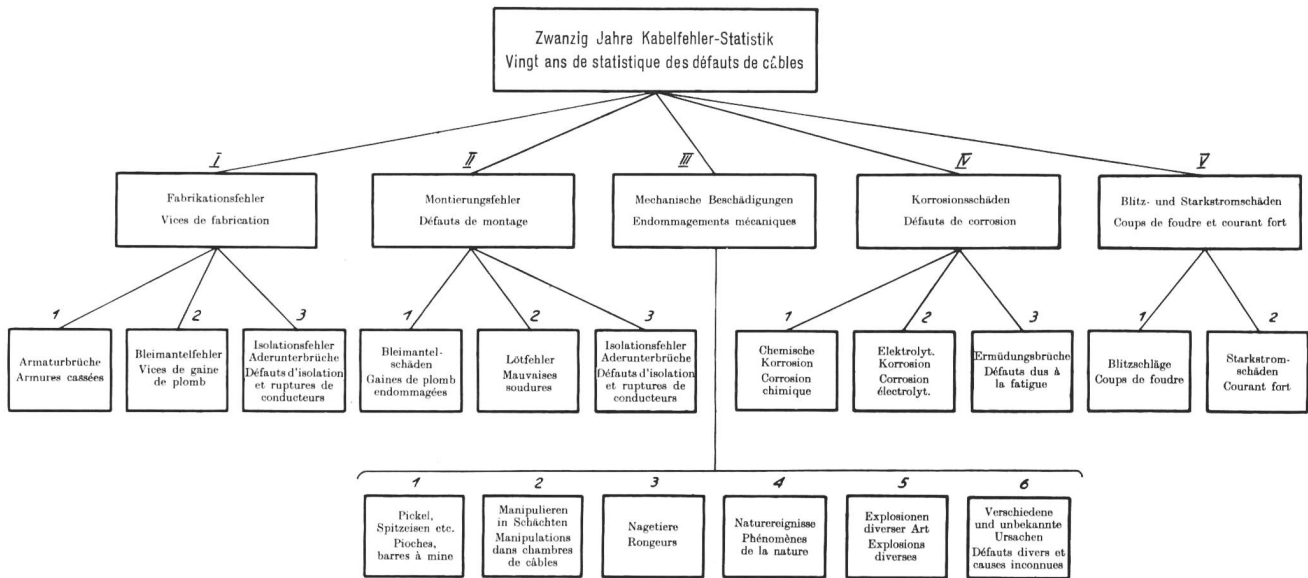 Zwanzig Jahre Kabelfehler-Statistik
Vingt ans de statistique des défauts de câbles
I
Fabrikationsfehler
Vices de fabrication
II
Montierungsfehler
Défauts de montage
III
Mechanische Beschädigungen
Endommagements mécaniques
IV
Korrosionsschäden
Défauts de corrosion
V
Blitz- und Starkstromschäden
Coups de foudre et courant fort
1
Armaturbrüche
Armures cassées
2
Bleimantelfehler
Vices de gaine
de plomb
3
Isolationsfehler
Aderunterbrüche
Défauts d'isolation
et ruptures de
conducteurs
1
Bleimantel-
schäden
Gaines de plomb
endommagées
2
Lötfehler
Mauvaises
soudures
3
Isolationsfehler
Aderunterbrüche
Défauts d'isolation
et ruptures de
conducteurs
1
Chemische
Korrosion
Corrosion
chimique
2
Elektrolyt.
Korrosion
Corrosion
électrolyt.
3
Ermüdungsbrüche
Défauts dus à
la fatigue
1
Blitzschläge
Coups de foudre
2
Starkstrom-
schäden
Courant fort
1
Pickel,
Spitzeisen etc.
Pioches,
barres à mine
2
Manipulieren
in Schächten
Manipulations
dans chambres
de câbles
3
Nagetiere
Rongeurs
4
Naturereignisse
Phénomènes
de la nature
5
Explosionen
diverser Art
Explosions
diverses
6
Verschiedene
und unbekannte
Ursachen
Défauts divers et
causes inconnues